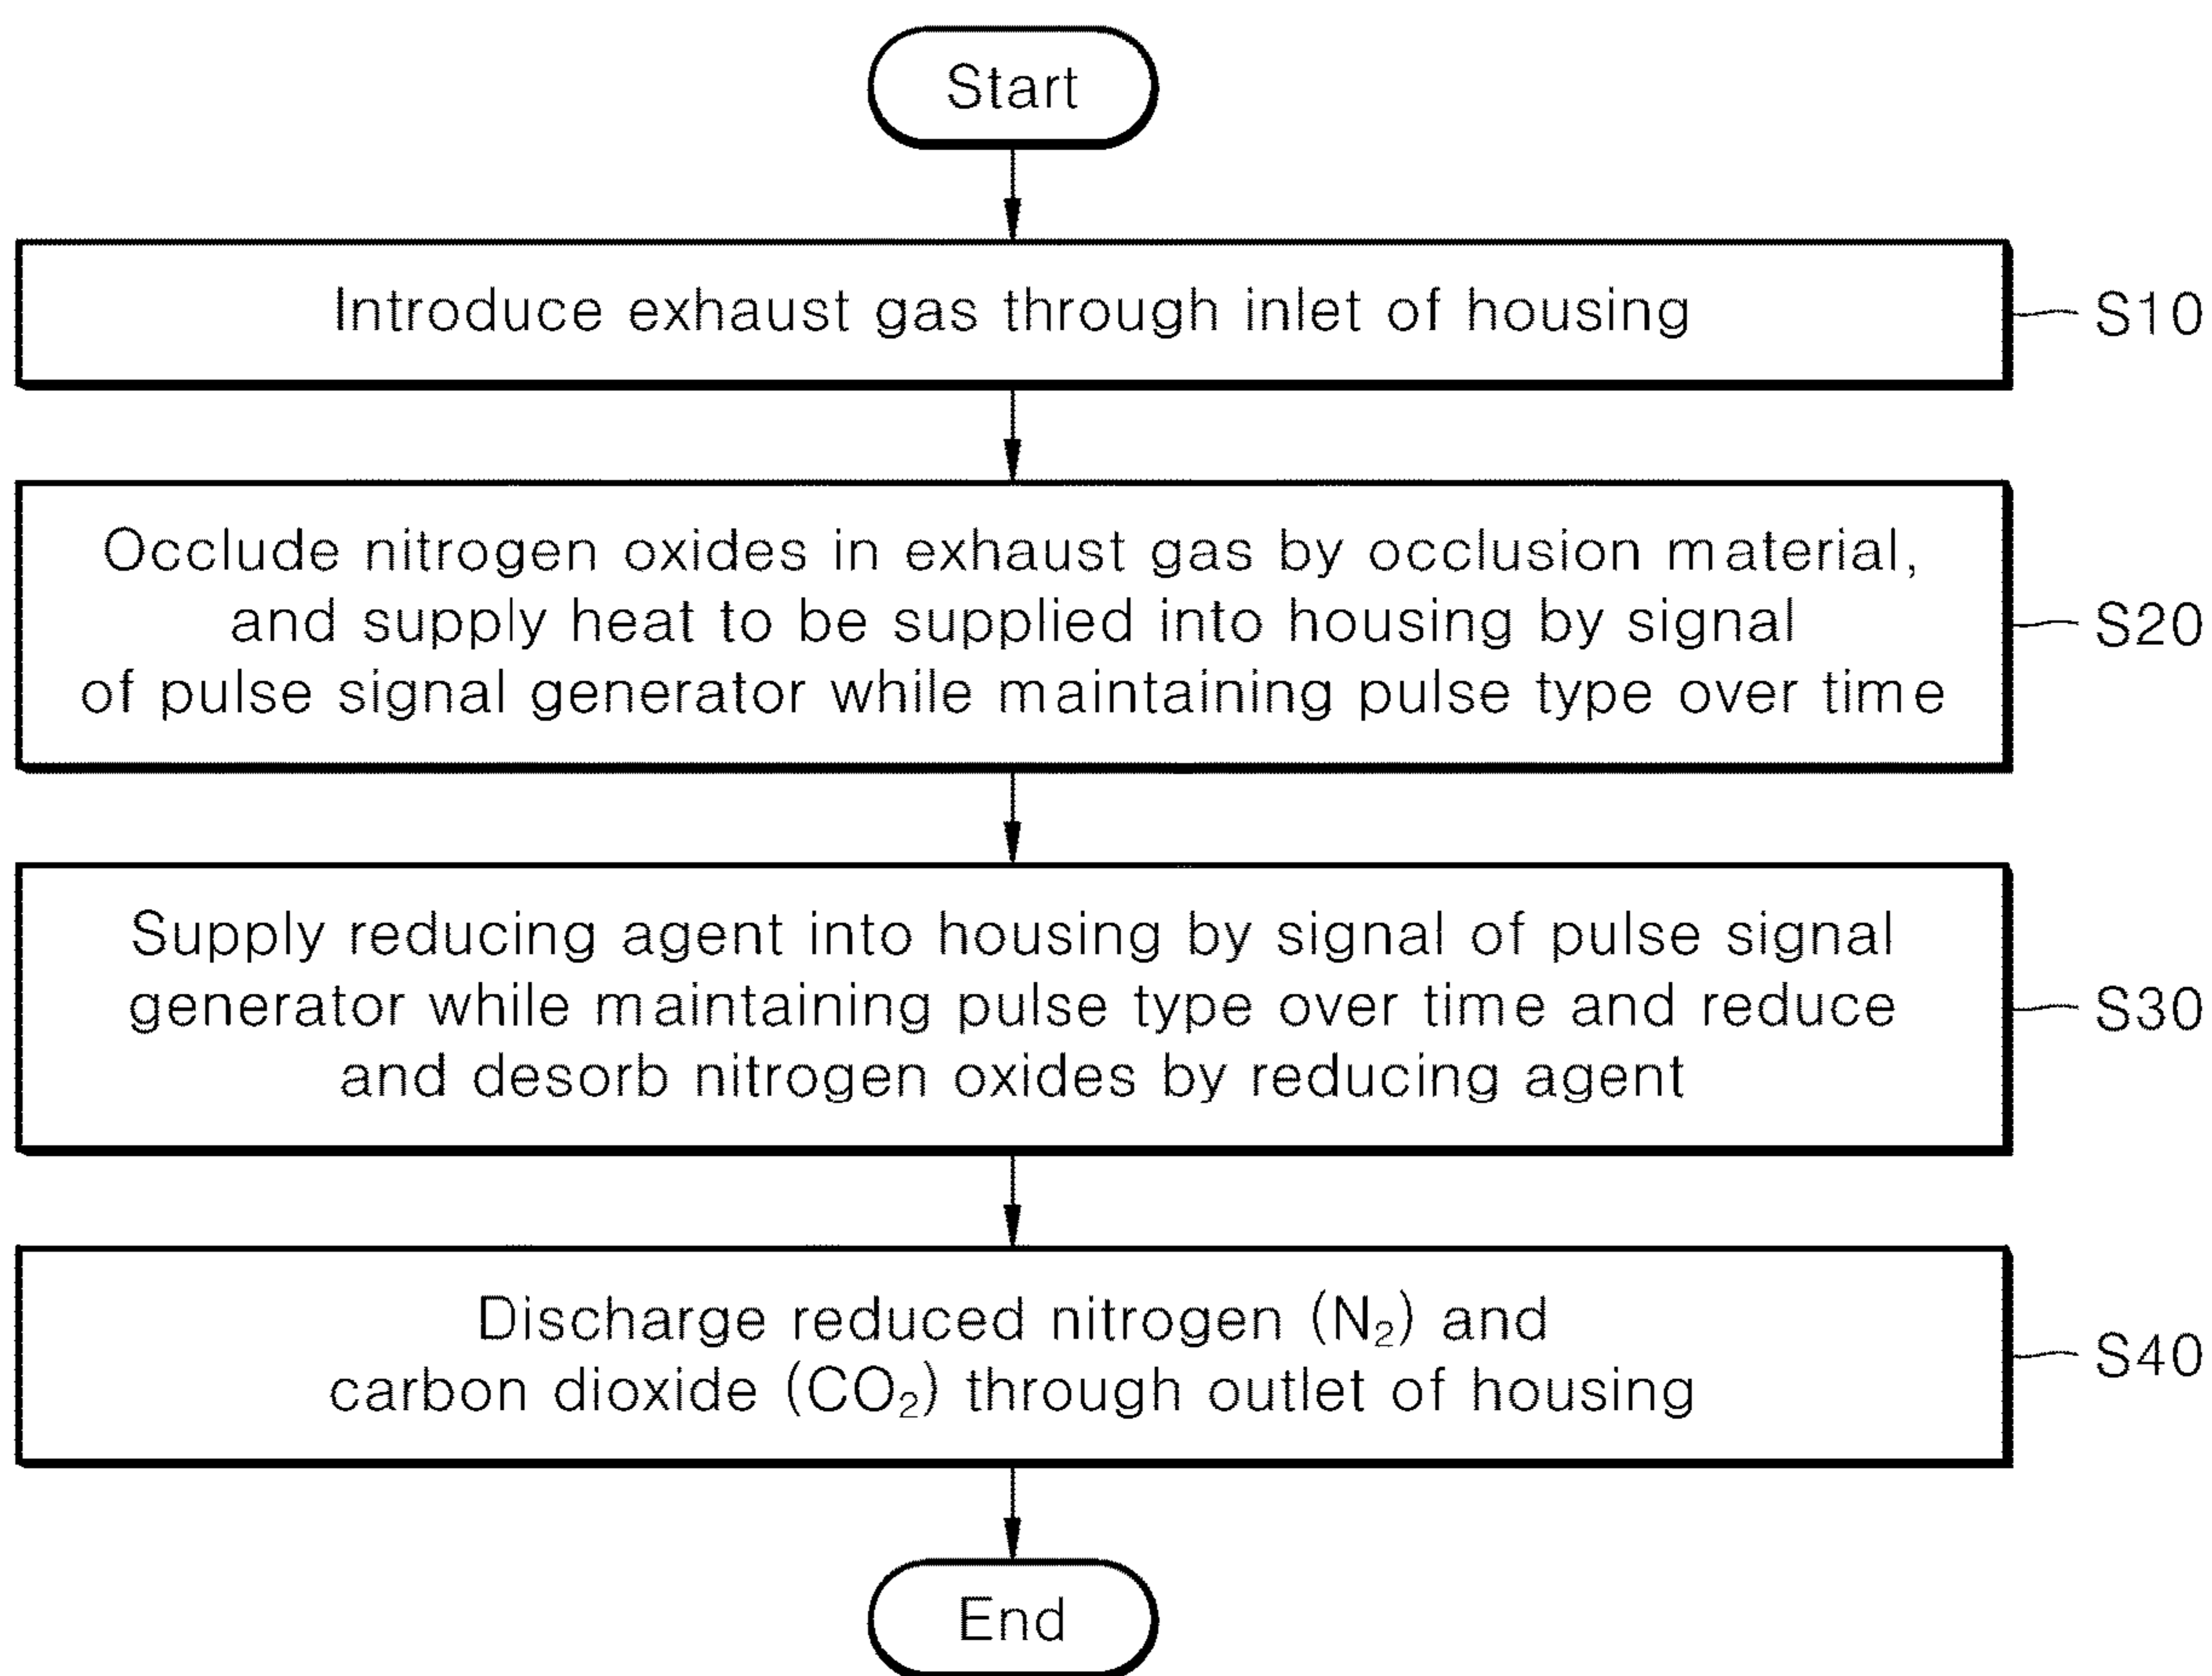 Start
Introduce exhaust gas through inlet of housing
S10
Occlude nitrogen oxides in exhaust gas by occlusion material,
and supply heat to be supplied into housing by signal
of pulse signal generator while maintaining pulse type over time
S20
Supply reducing agent into housing by signal of pulse signal
generator while maintaining pulse type over time and reduce
and desorb nitrogen oxides by reducing agent
S30
Discharge reduced nitrogen (N₂) and
carbon dioxide (CO₂) through outlet of housing
S40
End